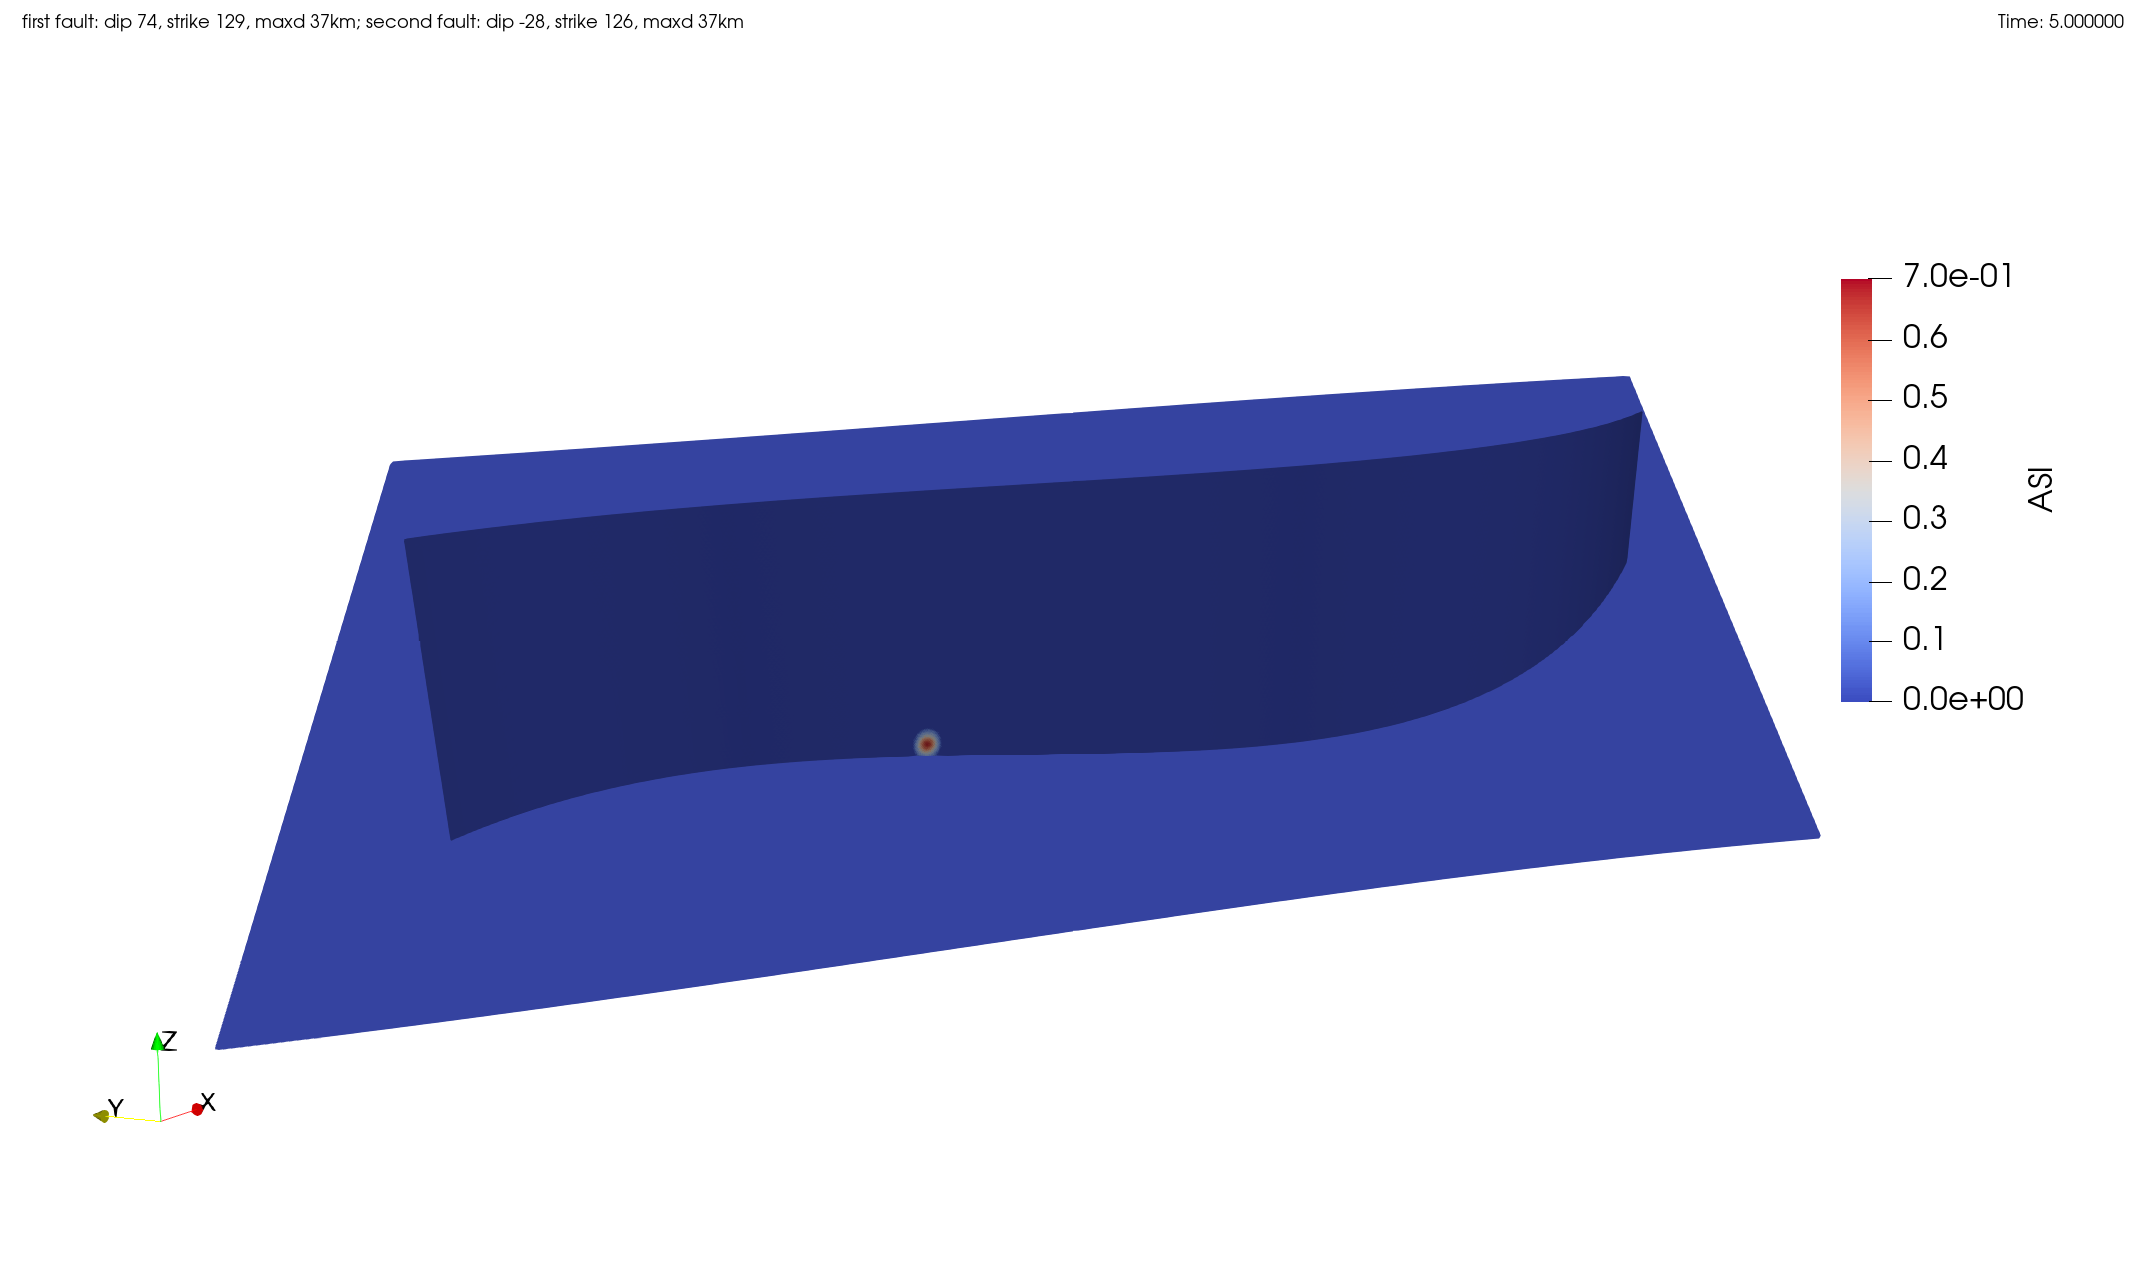 first fault: dip 74, strike 129, maxd 37km; second fault: dip -28, strike 126, maxd 37km
Time: 5.000000
7.0e-01
0.6
0.5
0.4
0.3
0.2
0.1
0.0e+00
ASl
Z
Y
X